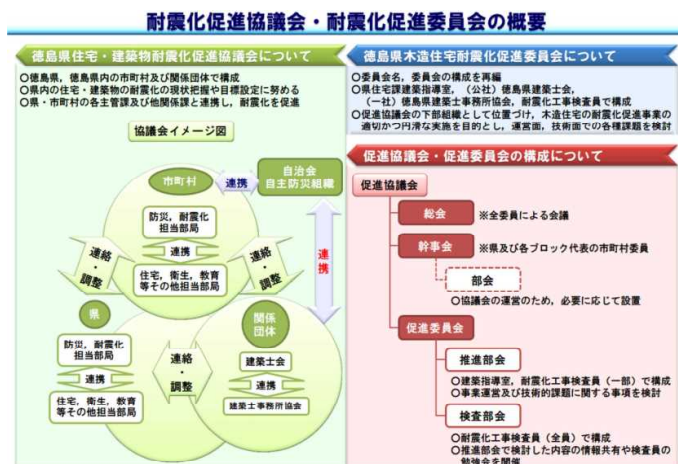 耐震化促進協議会・耐震化促進委員会の概要
徳島県住宅・建築物耐震化促進協議会について
○徳島県，徳島県内の市町村及び関係団体で構成
○県内の住宅・建築物の耐震化の現状把握や目標設定に努める
○県・市町村の各主管課及び他関係課と連携し，耐震化を促進
協議会イメージ図
市町村
連携
自治会
自主防災組織
防災，耐震化
担当部局
連携
住宅，衛生，教育
等その他担当部局
連絡
・
調整
連絡
・
調整
連携
県
防災，耐震化
担当部局
連携
住宅，衛生，教育
等その他担当部局
連絡
・
調整
関係
団体
建築士会
連携
建築士事務所協会
徳島県木造住宅耐震化促進委員会について
○委員会名，委員会の構成を再編
○県住宅課建築指導室，（公社）徳島県建築士会，
（一社）徳島県建築士事務所協会，耐震化工事検査員で構成
○促進協議会の下部組織として位置づけ，木造住宅の耐震化促進事業の
適切かつ円滑な実施を目的とし，運営面，技術面での各種課題を検討
促進協議会・促進委員会の構成について
促進協議会
総会
※全委員による会議
幹事会
※県及び各ブロック代表の市町村委員
部会
○協議会の運営のため，必要に応じて設置
促進委員会
推進部会
○建築指導室，耐震化工事検査員（一部）で構成
○事業運営及び技術的課題に関する事項を検討
検査部会
○耐震化工事検査員（全員）で構成
○推進部会で検討した内容の情報共有や検査員の
勉強会を開催